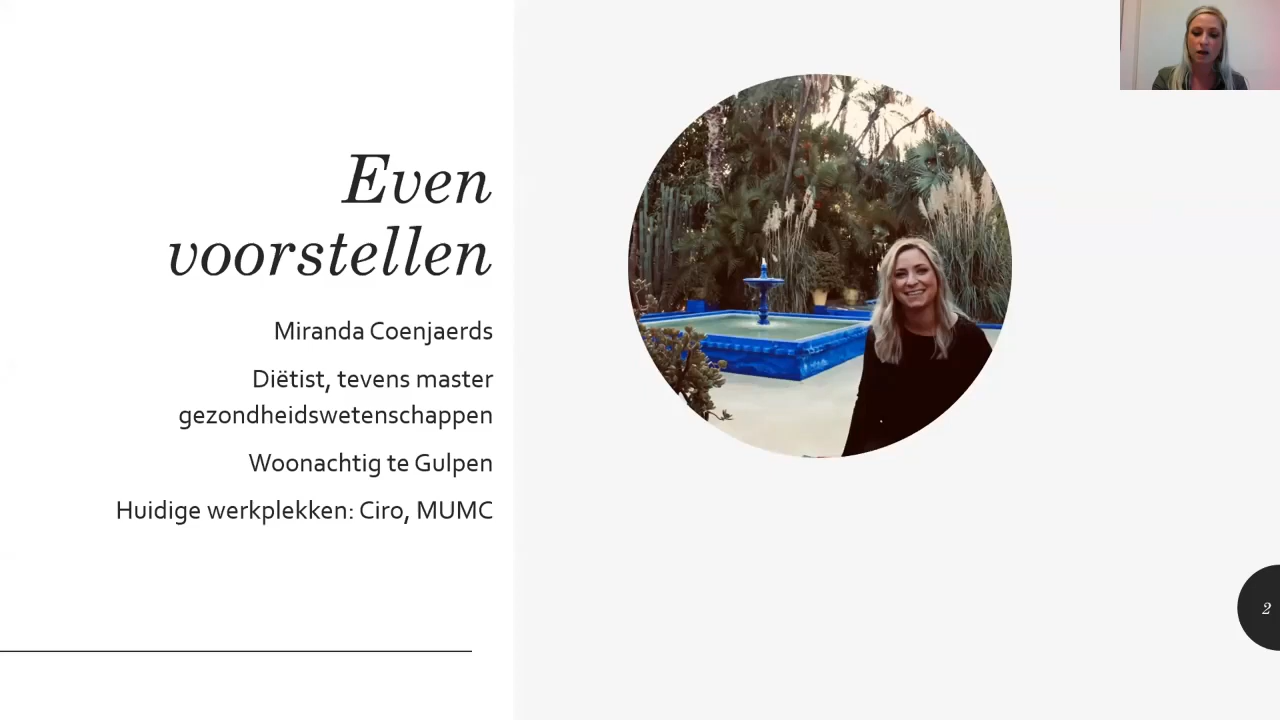 Even
voorstellen
Miranda Coenjaerds
Diëtist, tevens master
gezondheidswetenschappen
Woonachtig te Gulpen
Huidige werkplekken: Ciro, MUMC
2